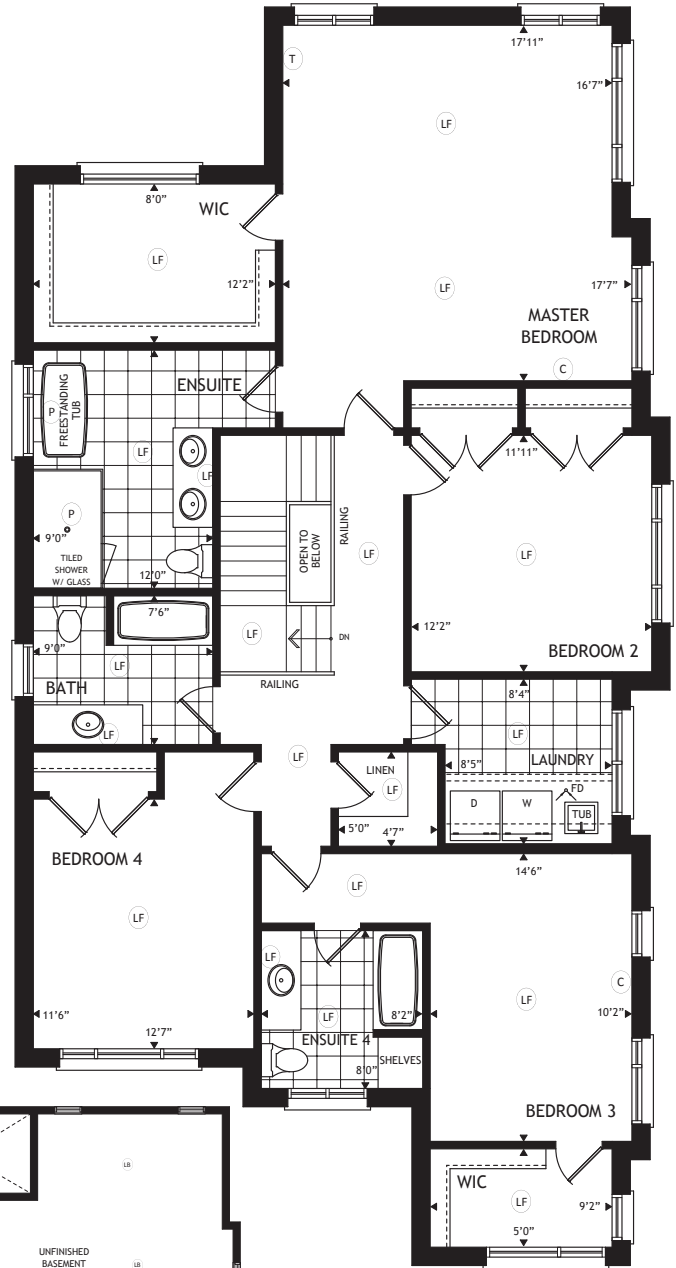 17'11"
T
16'7"
LF
8'0"
WIC
LF
12'2"
LF
17'7"
MASTER
BEDROOM
C
ENSUITE
FREESTANDING
TUB
P
LF
LF
P
9'0"
TILED
SHOWER
W/ GLASS
12'0"
RAILING
OPEN TO
BELOW
LF
LF
DN
RAILING
11'11"
LF
12'2"
BEDROOM 2
7'6"
9'0"
LF
BATH
LF
8'4"
LF
8'5"
LAUNDRY
D
W
FD
TUB
LF
LINEN
LF
5'0"
4'7"
BEDROOM 4
LF
11'6"
12'7"
14'6"
LF
LF
C
10'2"
BEDROOM 3
LF
LF
8'2"
ENSUITE 4
SHELVES
8'0"
WIC
LF
9'2"
5'0"
LB
UNFINISHED
BASEMENT
LB